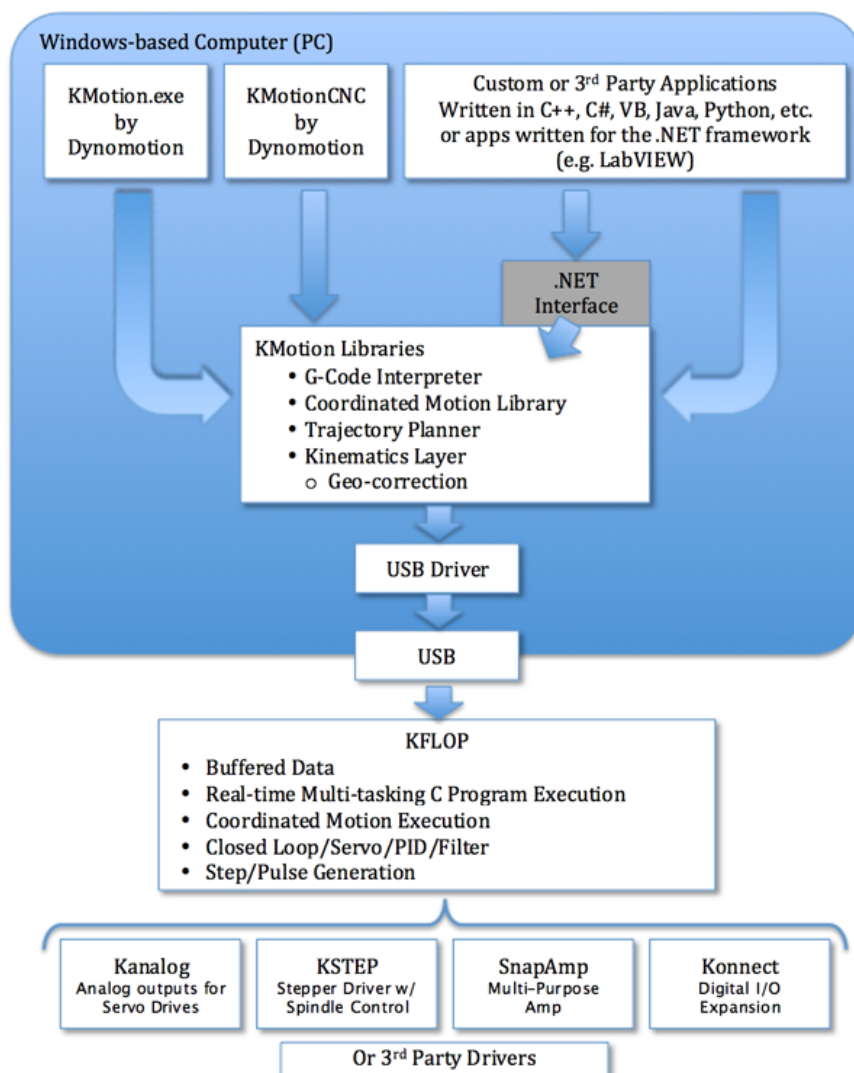 Windows-based Computer (PC)
KMotion.exe
by
Dynomotion
KMotionCNC
by
Dynomotion
Custom or 3rd Party Applications
Written in C++, C#, VB, Java, Python, etc.
or apps written for the .NET framework
(e.g. LabVIEW)
.NET
Interface
KMotion Libraries
• G-Code Interpreter
• Coordinated Motion Library
• Trajectory Planner
• Kinematics Layer
o Geo-correction
USB Driver
USB
KFLOP
• Buffered Data
• Real-time Multi-tasking C Program Execution
• Coordinated Motion Execution
• Closed Loop/Servo/PID/Filter
• Step/Pulse Generation
Kanalog
Analog outputs for
Servo Drives
KSTEP
Stepper Driver w/
Spindle Control
SnapAmp
Multi-Purpose
Amp
Konnect
Digital I/O
Expansion
Or 3rd Party Drivers